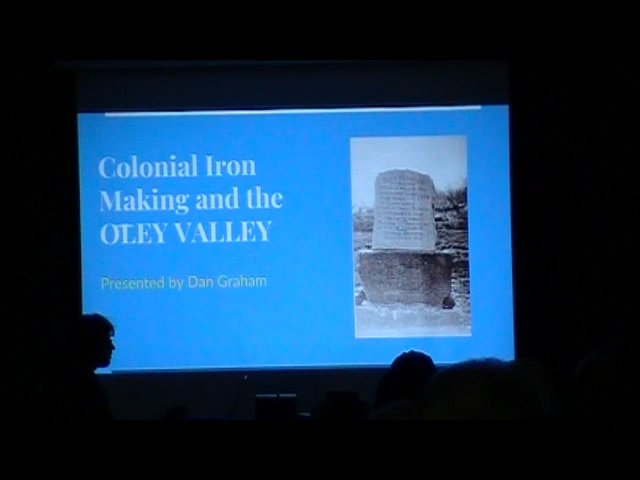 Colonial Iron
Making and the
OLEY VALLEY
Presented by Dan Graham